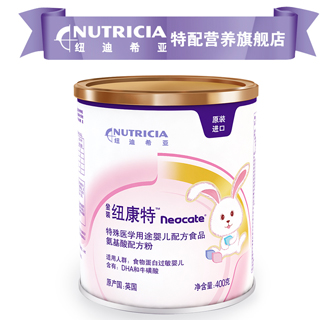 NUTRICIA
纽迪希亚
特配营养旗舰店
NUTRICIA
纽迪希亚
原装
进口
纽康特™ Neocate®
特殊医学用途婴儿配方食品
氨基酸配方粉
适用人群：食物蛋白过敏婴儿
含有：DHA和牛磺酸
原产国：英国
净含量：400克